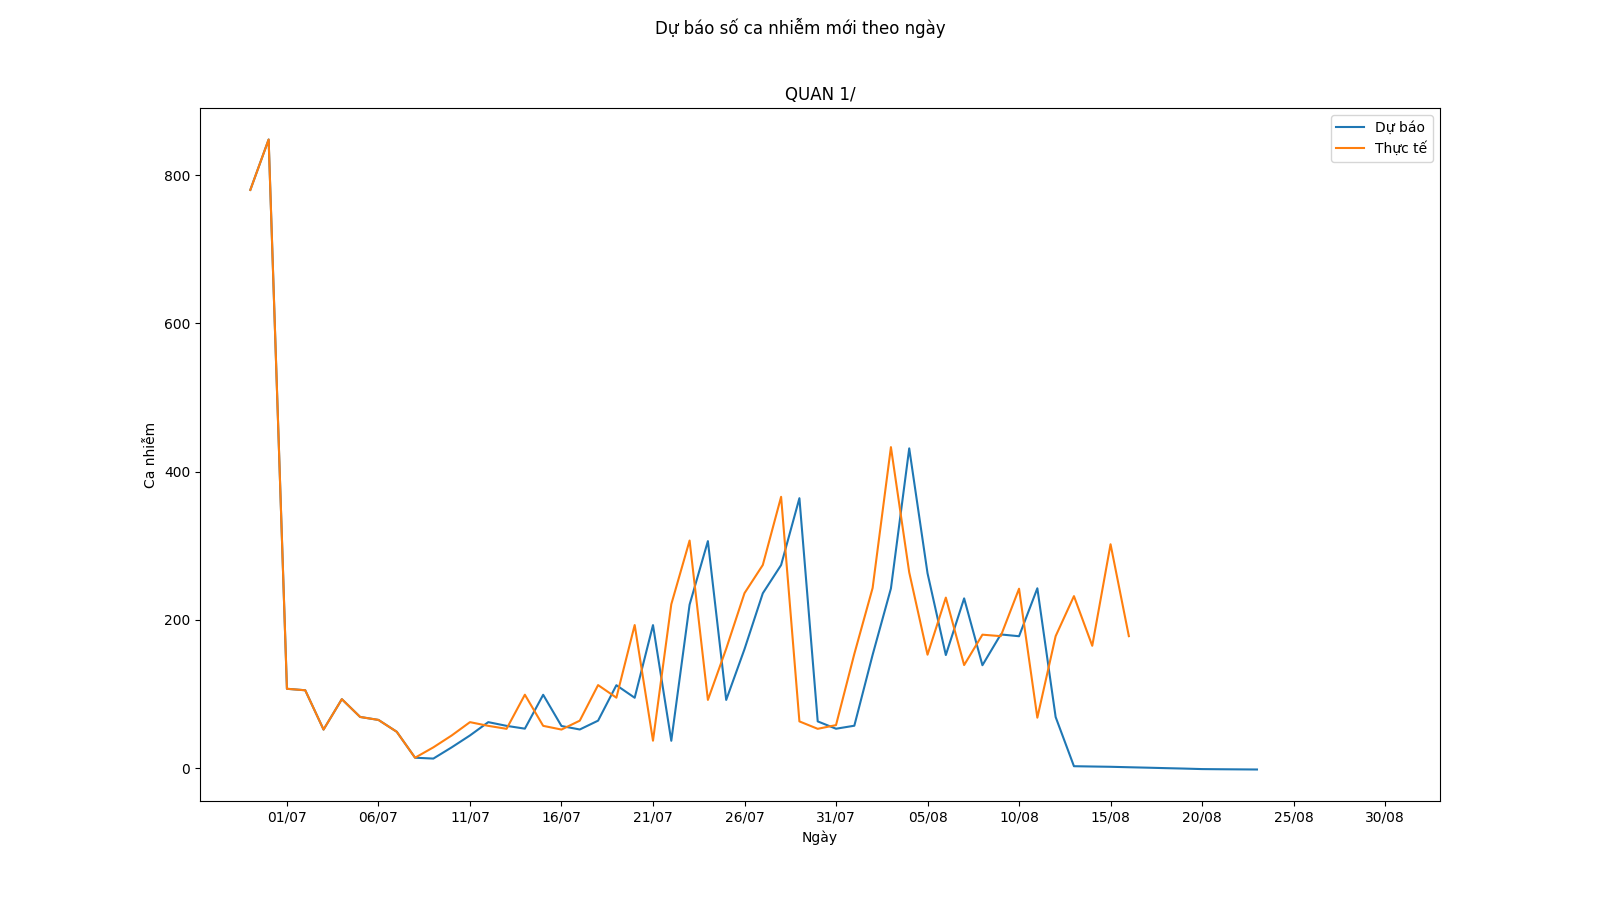 Dự báo số ca nhiễm mới theo ngày
QUAN 1/
Dự báo
Thực tế
800
600
400
200
0
Ca nhiễm
01/07 06/07 11/07 16/07 21/07 26/07 31/07 05/08 10/08 15/08 20/08 25/08 30/08
Ngày